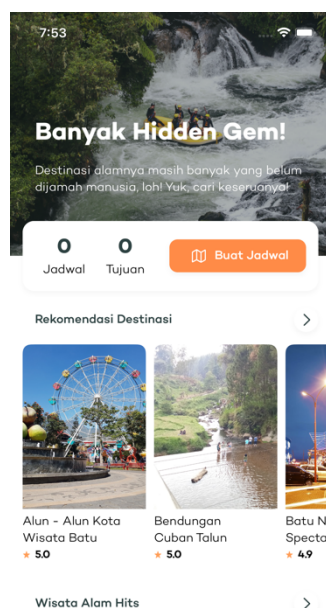 7:53
Banyak Hidden Gem!
Destinasi alamnya masih banyak yang belum
dijamah manusia, loh! Yuk, cari keseruanya!
0
Jadwal
0
Tujuan
Buat Jadwal
Rekomendasi Destinasi
Alun - Alun Kota
Wisata Batu
5.0
Bendungan
Cuban Talun
5.0
Batu N
Specta
4.9
Wisata Alam Hits